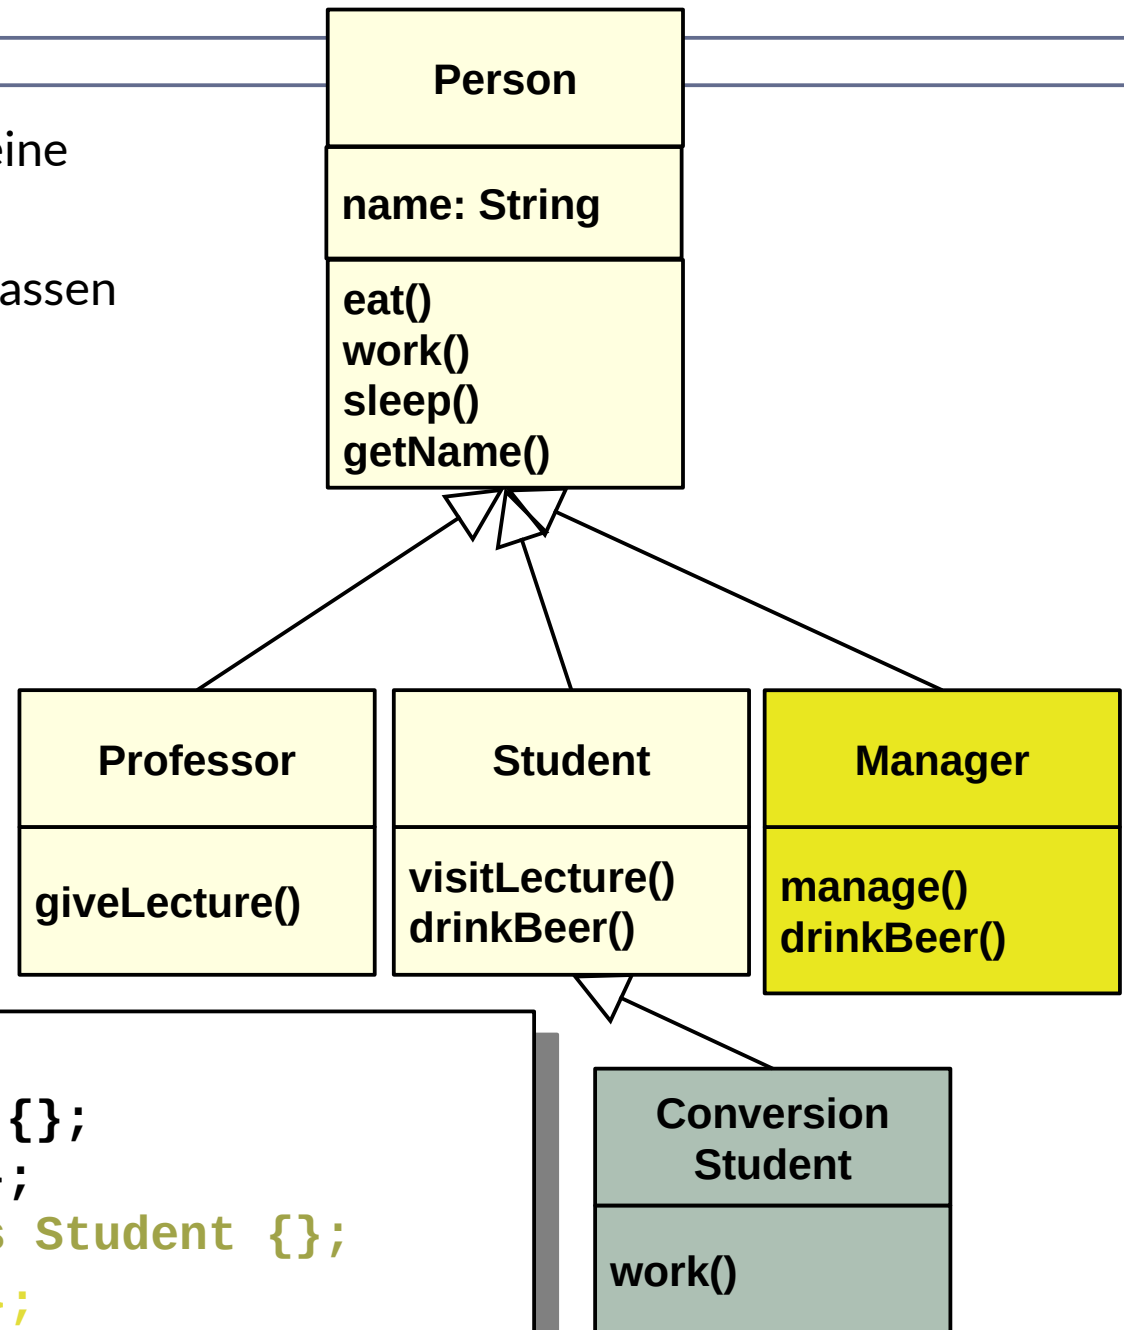 Person
eine
name: String
assen
eat()
work()
sleep()
getName()
Professor
giveLecture()
Student
visitLecture()
drinkBeer()
Manager
manage()
drinkBeer()
{};
;
Student {};
;
Conversion
Student
work()